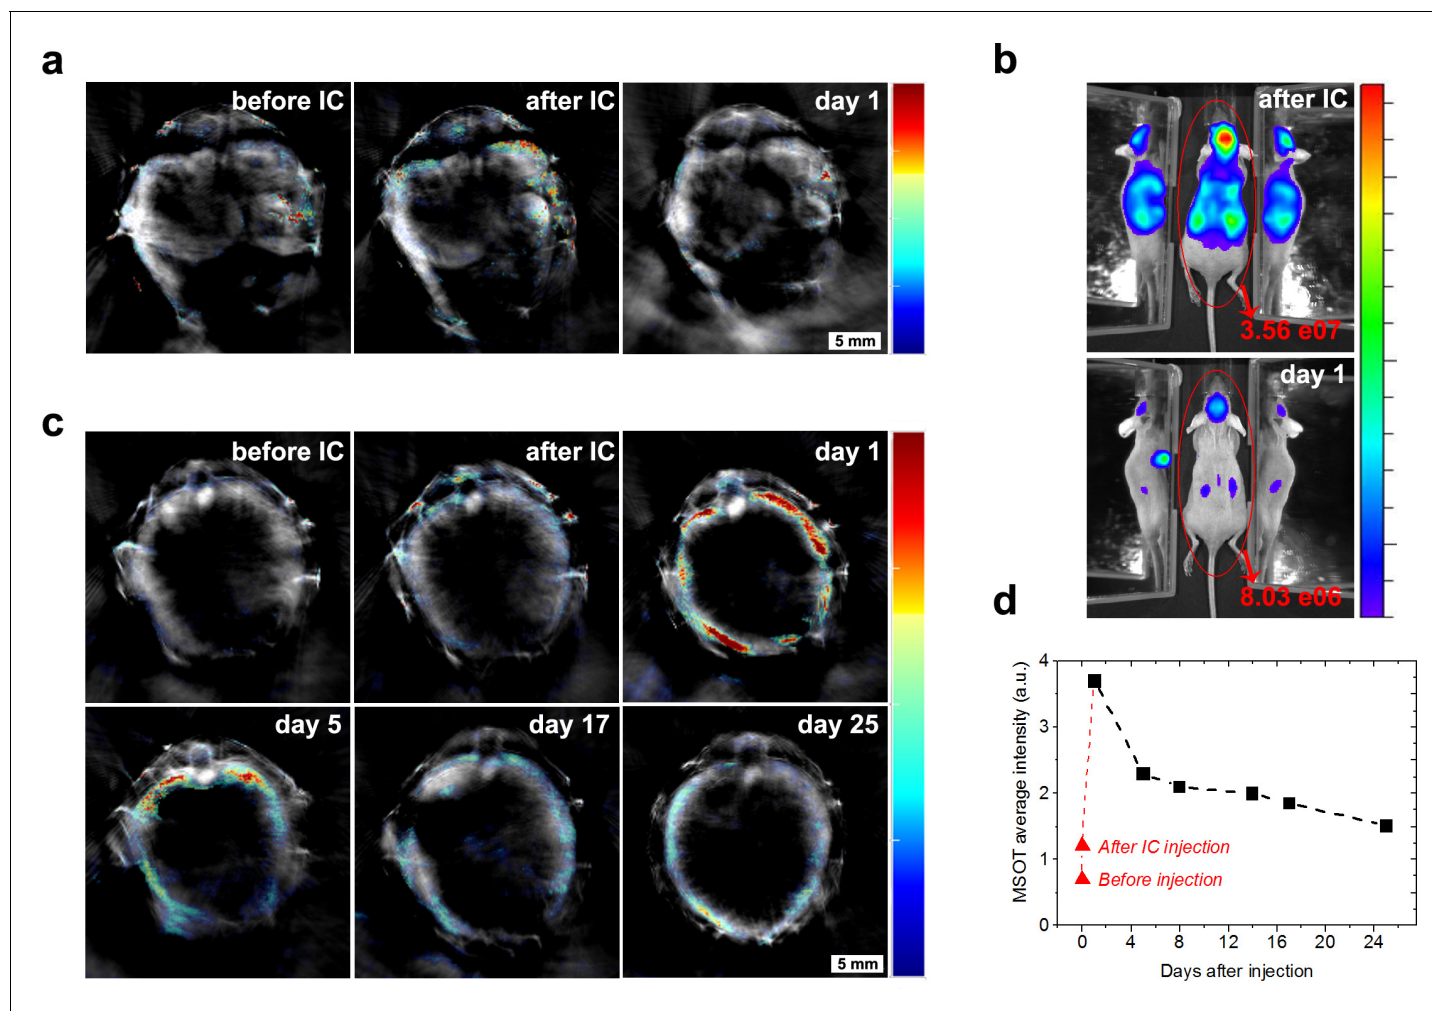 a
before IC
after IC
day 1
5 mm
b
after IC
3.56 e07
day 1
8.03 e06
c
before IC
after IC
day 1
day 5
day 17
day 25
5 mm
d
MSOT average intensity (a.u.)
4
3
2
1
0
After IC injection
Before injection
0 4 8 12 16 20 24
Days after injection